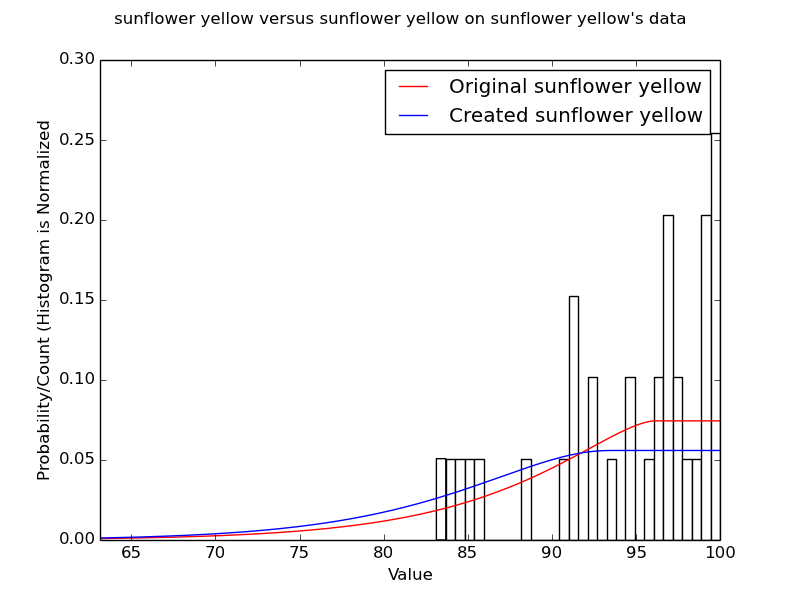 sunflower yellow versus sunflower yellow on sunflower yellow's data
Original sunflower yellow
Created sunflower yellow
0.30
0.25
0.20
0.15
0.10
0.05
0.00
Probability/Count (Histogram is Normalized
65 70 75 80 85 90 95 100
Value